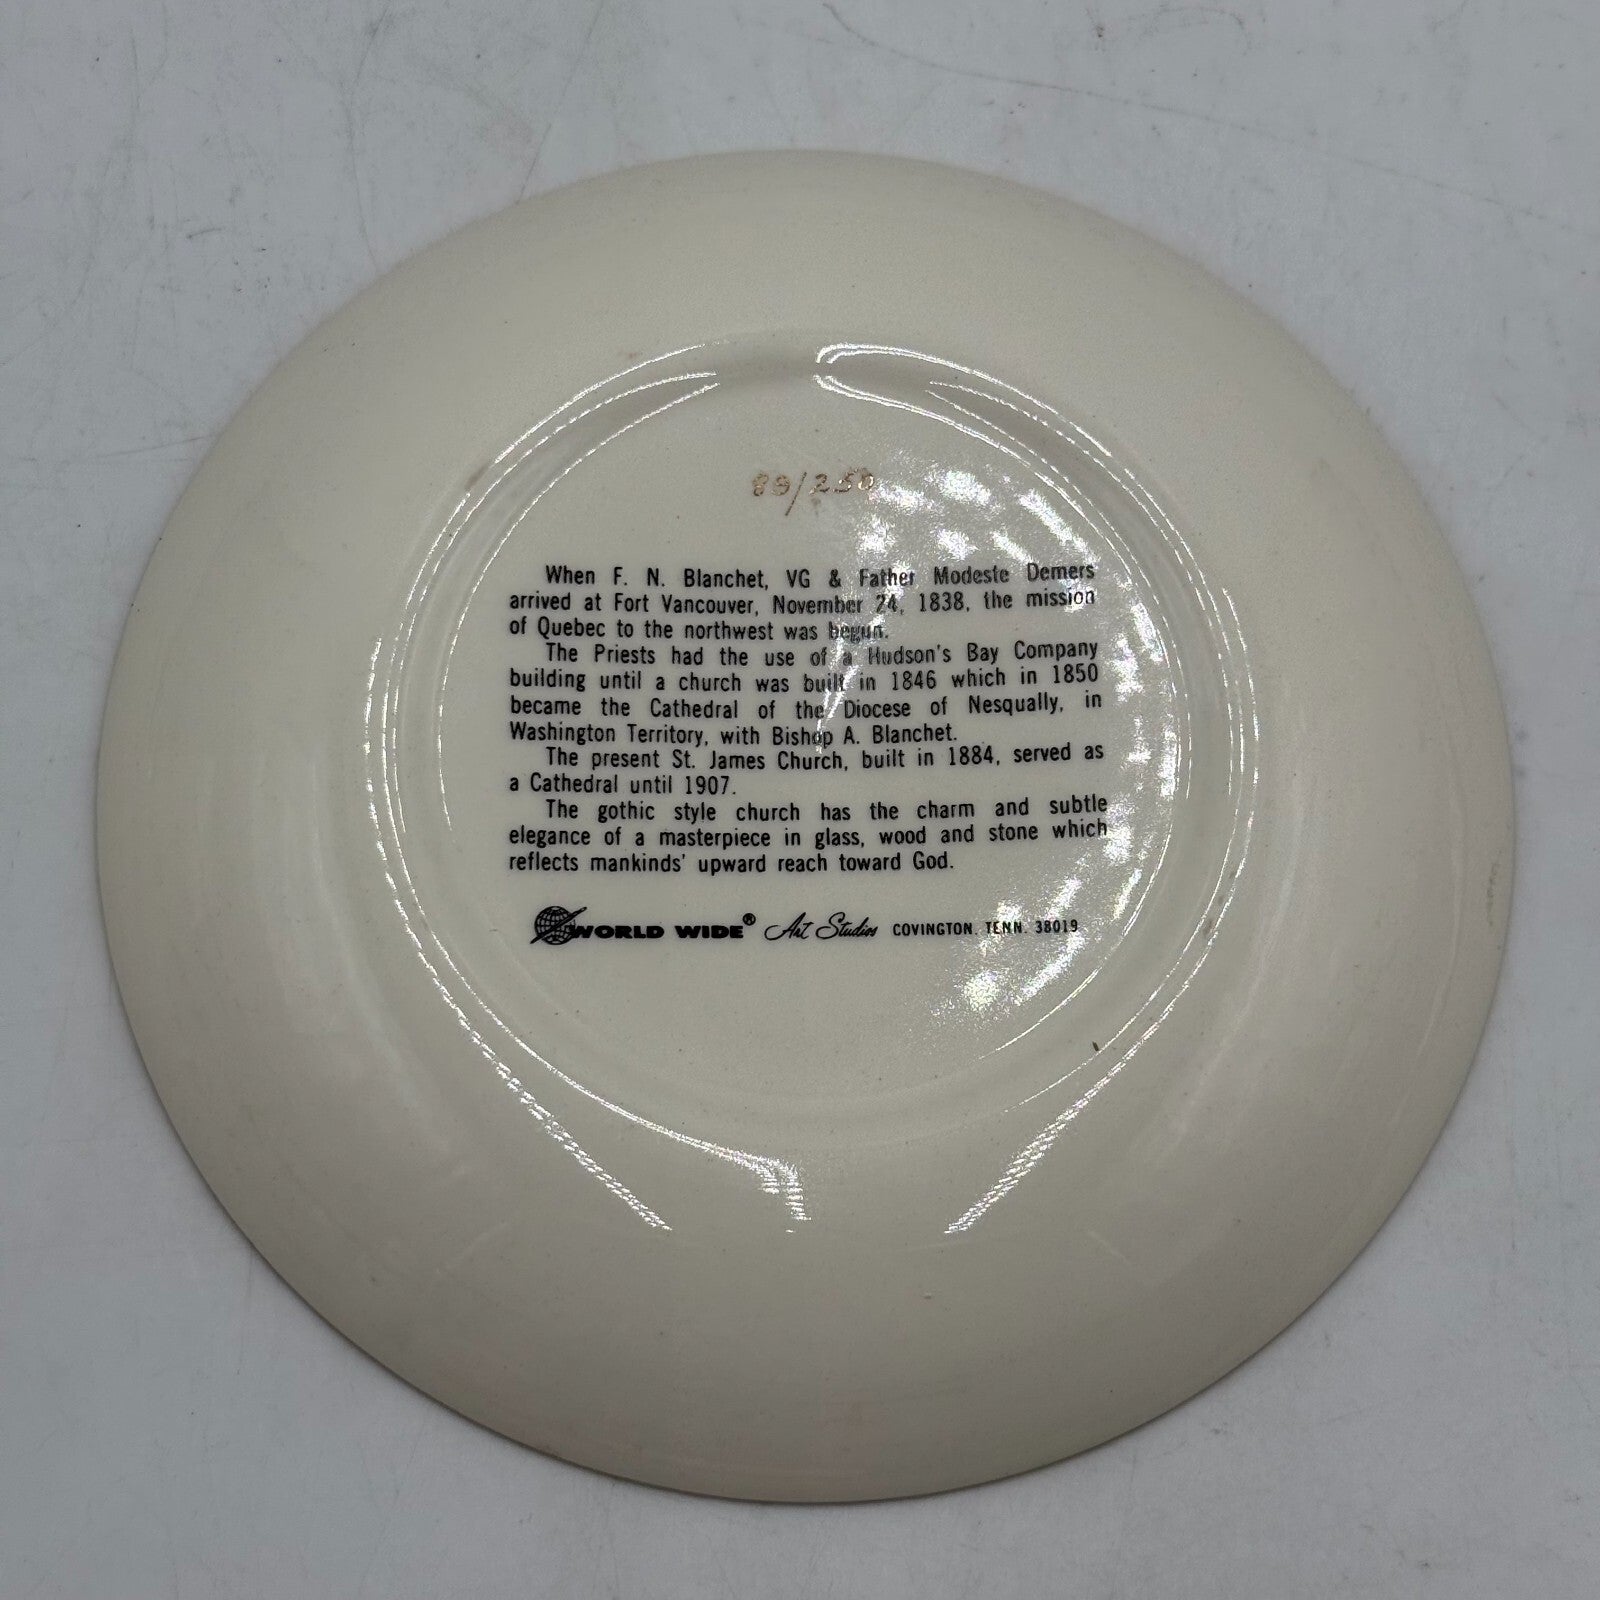 89/250
When F. N. Blanchet, VG & Father Modeste Demers
arrived at Fort Vancouver, November 24, 1838, the mission
of Quebec to the northwest was begun.
The Priests had the use of a Hudson's Bay Company
building until a church was built in 1846 which in 1850
became the Cathedral of the Diocese of Nesqually, in
Washington Territory, with Bishop A. Blanchet.
The present St. James Church, built in 1884, served as
a Cathedral until 1907.
The gothic style church has the charm and subtle
elegance of a masterpiece in glass, wood and stone which
reflects mankinds' upward reach toward God.
WORLD WIDE® Art Studios COVINGTON, TENN. 38019